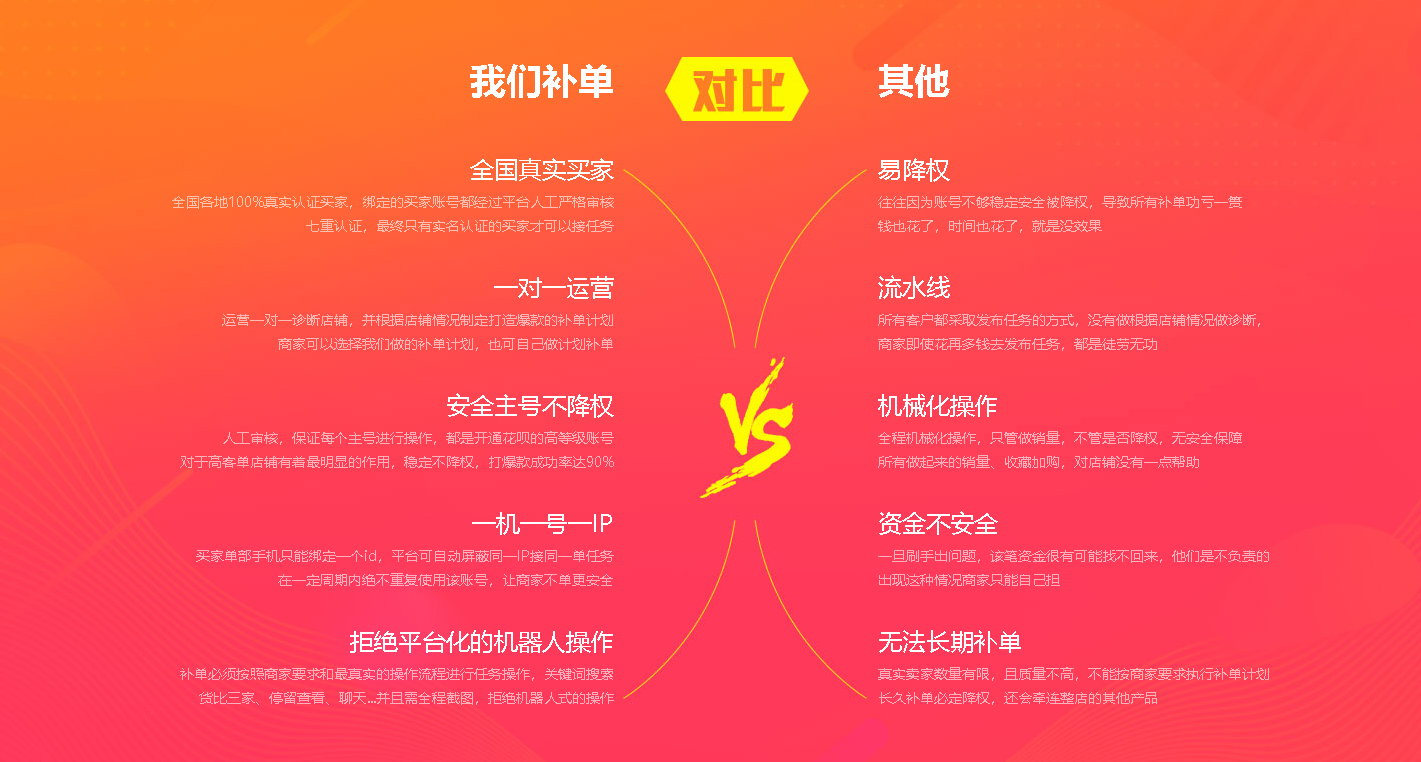 我们补单
对比
其他
全国真实买家
全国各地100%真实认证买家，绑定的买家账号都经过平台人工严格审核
七重认证，最终只有实名认证的买家才可以接任务
易降权
往往因为账号不够稳定安全被降权，导致所有补单功亏一篑
钱也花了，时间也花了，就是没效果
一对一运营
运营一对一诊断店铺，并根据店铺情况制定打造爆款的补单计划
商家可以选择我们做的补单计划，也可自己做计划补单
流水线
所有客户都采取发布任务的方式，没有做根据店铺情况做诊断，
商家即使花再多钱去发布任务，都是徒劳无功
VS
安全主号不降权
人工审核，保证每个主号进行操作，都是开通花呗的高等级账号
对于高客单店铺有着最明显的作用，稳定不降权，打爆款成功率达90%
机械化操作
全程机械化操作，只管做销量，不管是否降权，无安全保障
所有做起来的销量、收藏加购，对店铺没有一点帮助
一机一号一IP
买家单部手机只能绑定一个id，平台可自动屏蔽同一IP接同一单任务
在一定周期内绝不重复使用该账号，让商家不单更安全
资金不安全
一旦刷手出问题，该笔资金很有可能找不回来，他们是不负责的
出现这种情况商家只能自己担
拒绝平台化的机器人操作
补单必须按照商家要求和最真实的操作流程进行任务操作，关键词搜索
货比三家、停留查看、聊天...并且需全程截图，拒绝机器人式的操作
无法长期补单
真实卖家数量有限，且质量不高，不能按商家要求执行补单计划
长久补单必定降权，还会牵连整店的其他产品